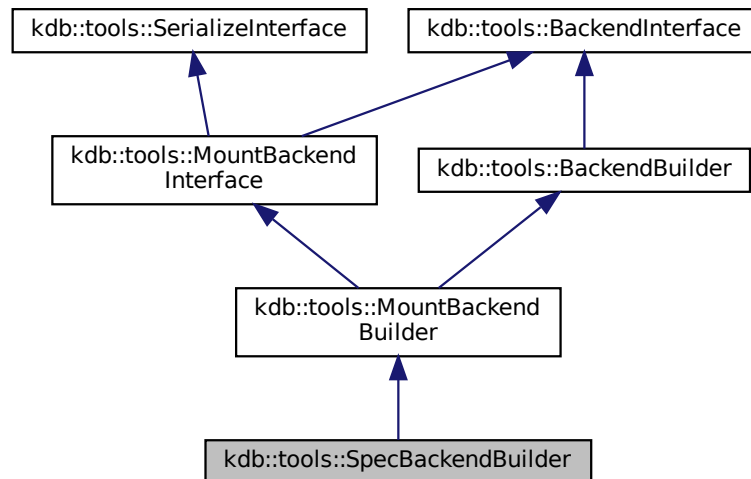 kdb::tools::SerializeInterface
kdb::tools::BackendInterface
kdb::tools::MountBackend
Interface
kdb::tools::BackendBuilder
kdb::tools::MountBackend
Builder
kdb::tools::SpecBackendBuilder